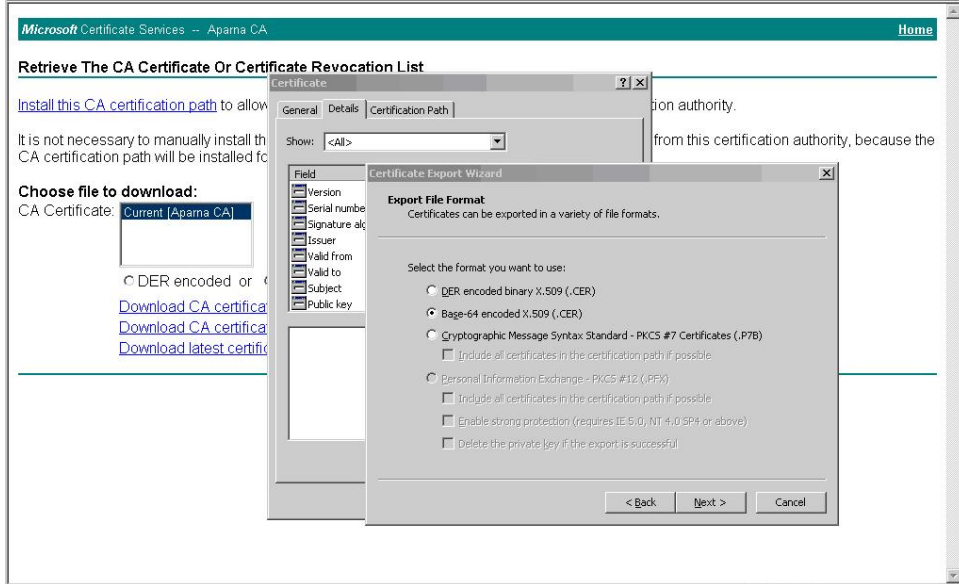 Microsoft Certificate Services -- Aparna CA Home
Retrieve The CA Certificate Or Certificate Revocation List
Install this CA certification path to allow
ion authority.
It is not necessary to manually install th
from this certification authority, because the
CA certification path will be installed fo
Choose file to download:
CA Certificate: Current [Aparna CA]
DER encoded or
Download CA certifica
Download CA certifica
Download latest certific
Certificate
General Details Certification Path
Show: <All>
Field
Version
Serial numbe
Signature alg
Issuer
Valid from
Valid to
Subject
Public key
Certificate Export Wizard
Export File Format
Certificates can be exported in a variety of file formats.
Select the format you want to use:
DER encoded binary X.509 (.CER)
Base-64 encoded X.509 (.CER)
Cryptographic Message Syntax Standard - PKCS #7 Certificates (.P7B)
Include all certificates in the certification path if possible
Personal Information Exchange - PKCS #12 (.PFX)
Include all certificates in the certification path if possible
Enable strong protection (requires IE 5.0, NT 4.0 SP4 or above)
Delete the private key if the export is successful
< Back Next > Cancel